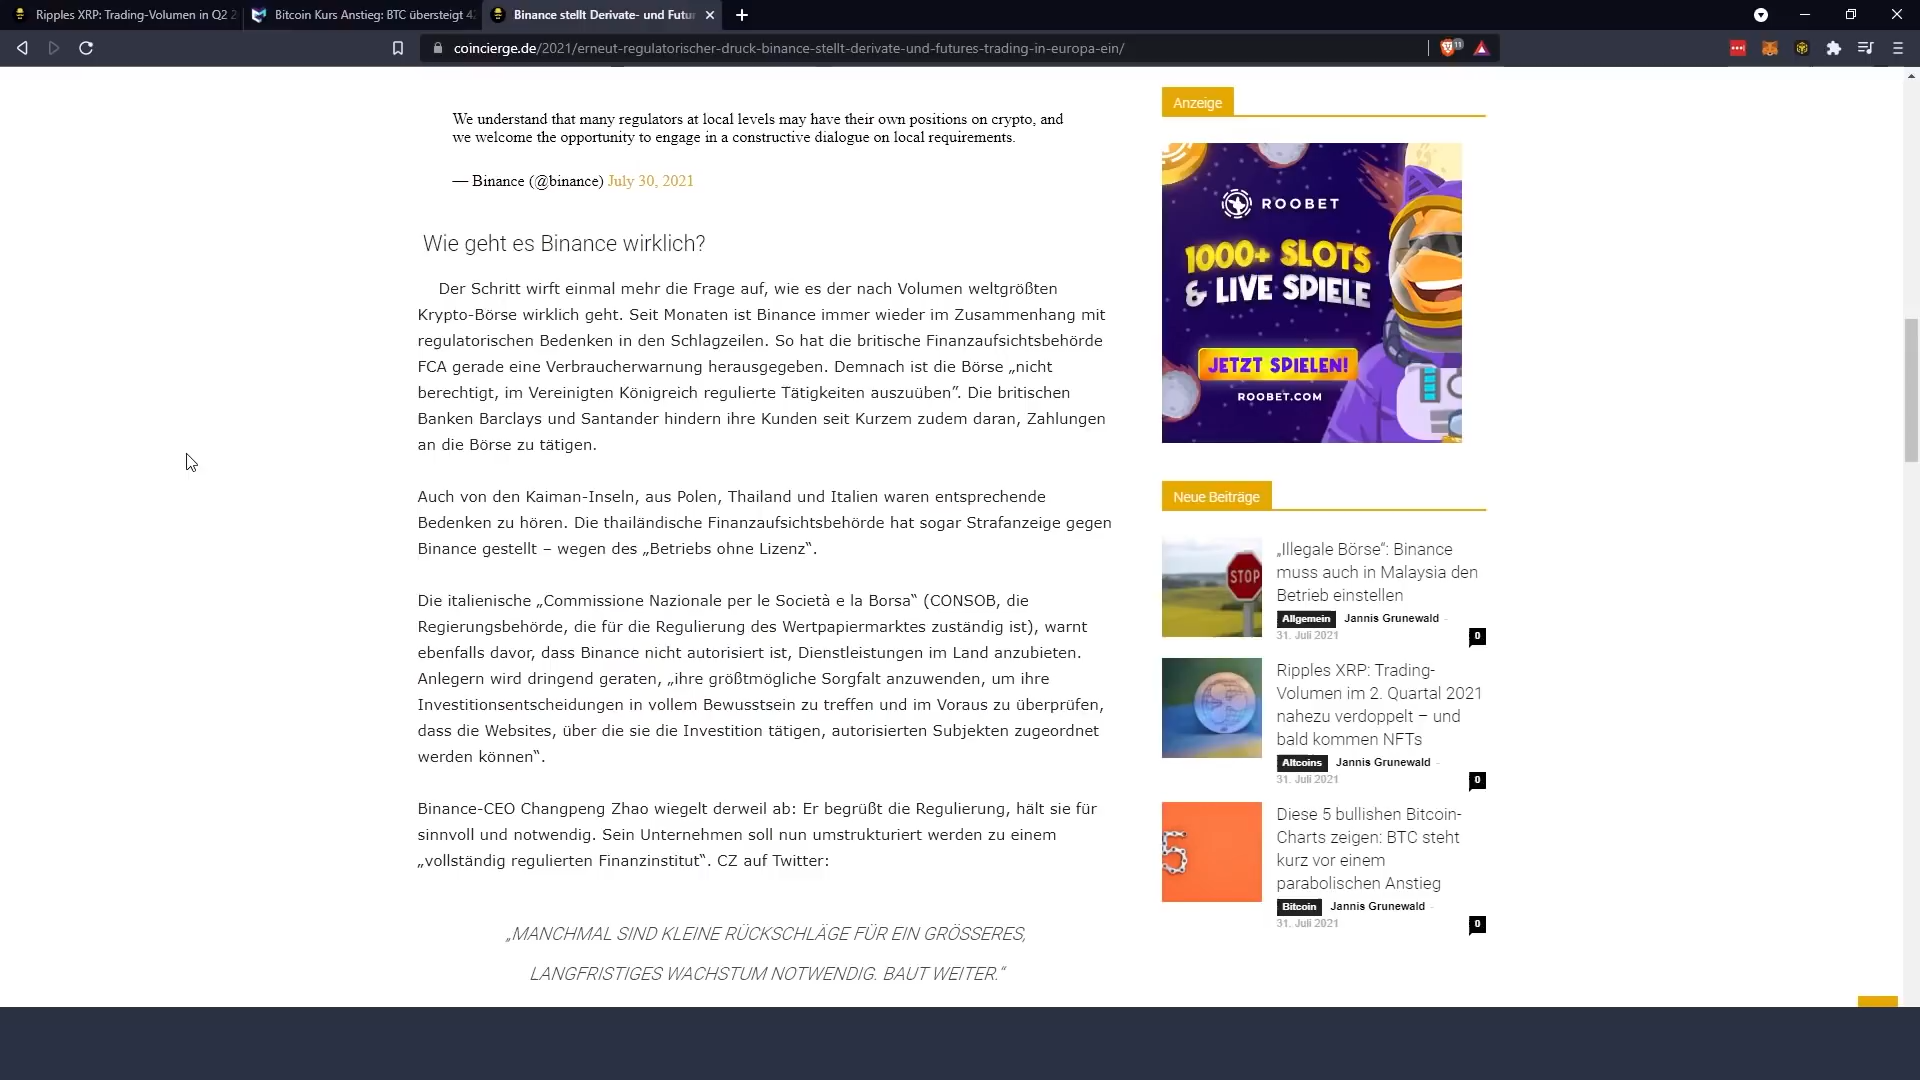 Ripples XRP: Trading-Volumen in Q2 2
Bitcoin Kurs Anstieg: BTC übersteigt 42
Binance stellt Derivate- und Futur
coincierge.de/2021/erneut-regulatorischer-druck-binance-stellt-derivate-und-futures-trading-in-europa-ein/
11
We understand that many regulators at local levels may have their own positions on crypto, and
we welcome the opportunity to engage in a constructive dialogue on local requirements.
— Binance (@binance) July 30, 2021
Wie geht es Binance wirklich?
Der Schritt wirft einmal mehr die Frage auf, wie es der nach Volumen weltgrößten
Krypto-Börse wirklich geht. Seit Monaten ist Binance immer wieder im Zusammenhang mit
regulatorischen Bedenken in den Schlagzeilen. So hat die britische Finanzaufsichtsbehörde
FCA gerade eine Verbraucherwarnung herausgegeben. Demnach ist die Börse „nicht
berechtigt, im Vereinigten Königreich regulierte Tätigkeiten auszuüben”. Die britischen
Banken Barclays und Santander hindern ihre Kunden seit Kurzem zudem daran, Zahlungen
an die Börse zu tätigen.
Auch von den Kaiman-Inseln, aus Polen, Thailand und Italien waren entsprechende
Bedenken zu hören. Die thailändische Finanzaufsichtsbehörde hat sogar Strafanzeige gegen
Binance gestellt – wegen des „Betriebs ohne Lizenz“.
Die italienische „Commissione Nazionale per le Società e la Borsa“ (CONSOB, die
Regierungsbehörde, die für die Regulierung des Wertpapiermarktes zuständig ist), warnt
ebenfalls davor, dass Binance nicht autorisiert ist, Dienstleistungen im Land anzubieten.
Anlegern wird dringend geraten, „ihre größtmögliche Sorgfalt anzuwenden, um ihre
Investitionsentscheidungen in vollem Bewusstsein zu treffen und im Voraus zu überprüfen,
dass die Websites, über die sie die Investition tätigen, autorisierten Subjekten zugeordnet
werden können“.
Binance-CEO Changpeng Zhao wiegelt derweil ab: Er begrüßt die Regulierung, hält sie für
sinnvoll und notwendig. Sein Unternehmen soll nun umstrukturiert werden zu einem
„vollständig regulierten Finanzinstitut“. CZ auf Twitter:
„MANCHMAL SIND KLEINE RÜCKSCHLÄGE FÜR EIN GRÖSSERES,
LANGFRISTIGES WACHSTUM NOTWENDIG. BAUT WEITER.“
Anzeige
ROOBET
1000+ SLOTS
& LIVE SPIELE
JETZT SPIELEN!
ROOBET.COM
Neue Beiträge
STOP
„Illegale Börse“: Binance
muss auch in Malaysia den
Betrieb einstellen
Allgemein Jannis Grunewald -
31. Juli 2021
0
Ripples XRP: Trading-
Volumen im 2. Quartal 2021
nahezu verdoppelt – und
bald kommen NFTs
Altcoins Jannis Grunewald -
31. Juli 2021
0
5
Diese 5 bullishen Bitcoin-
Charts zeigen: BTC steht
kurz vor einem
parabolischen Anstieg
Bitcoin Jannis Grunewald -
31. Juli 2021
0